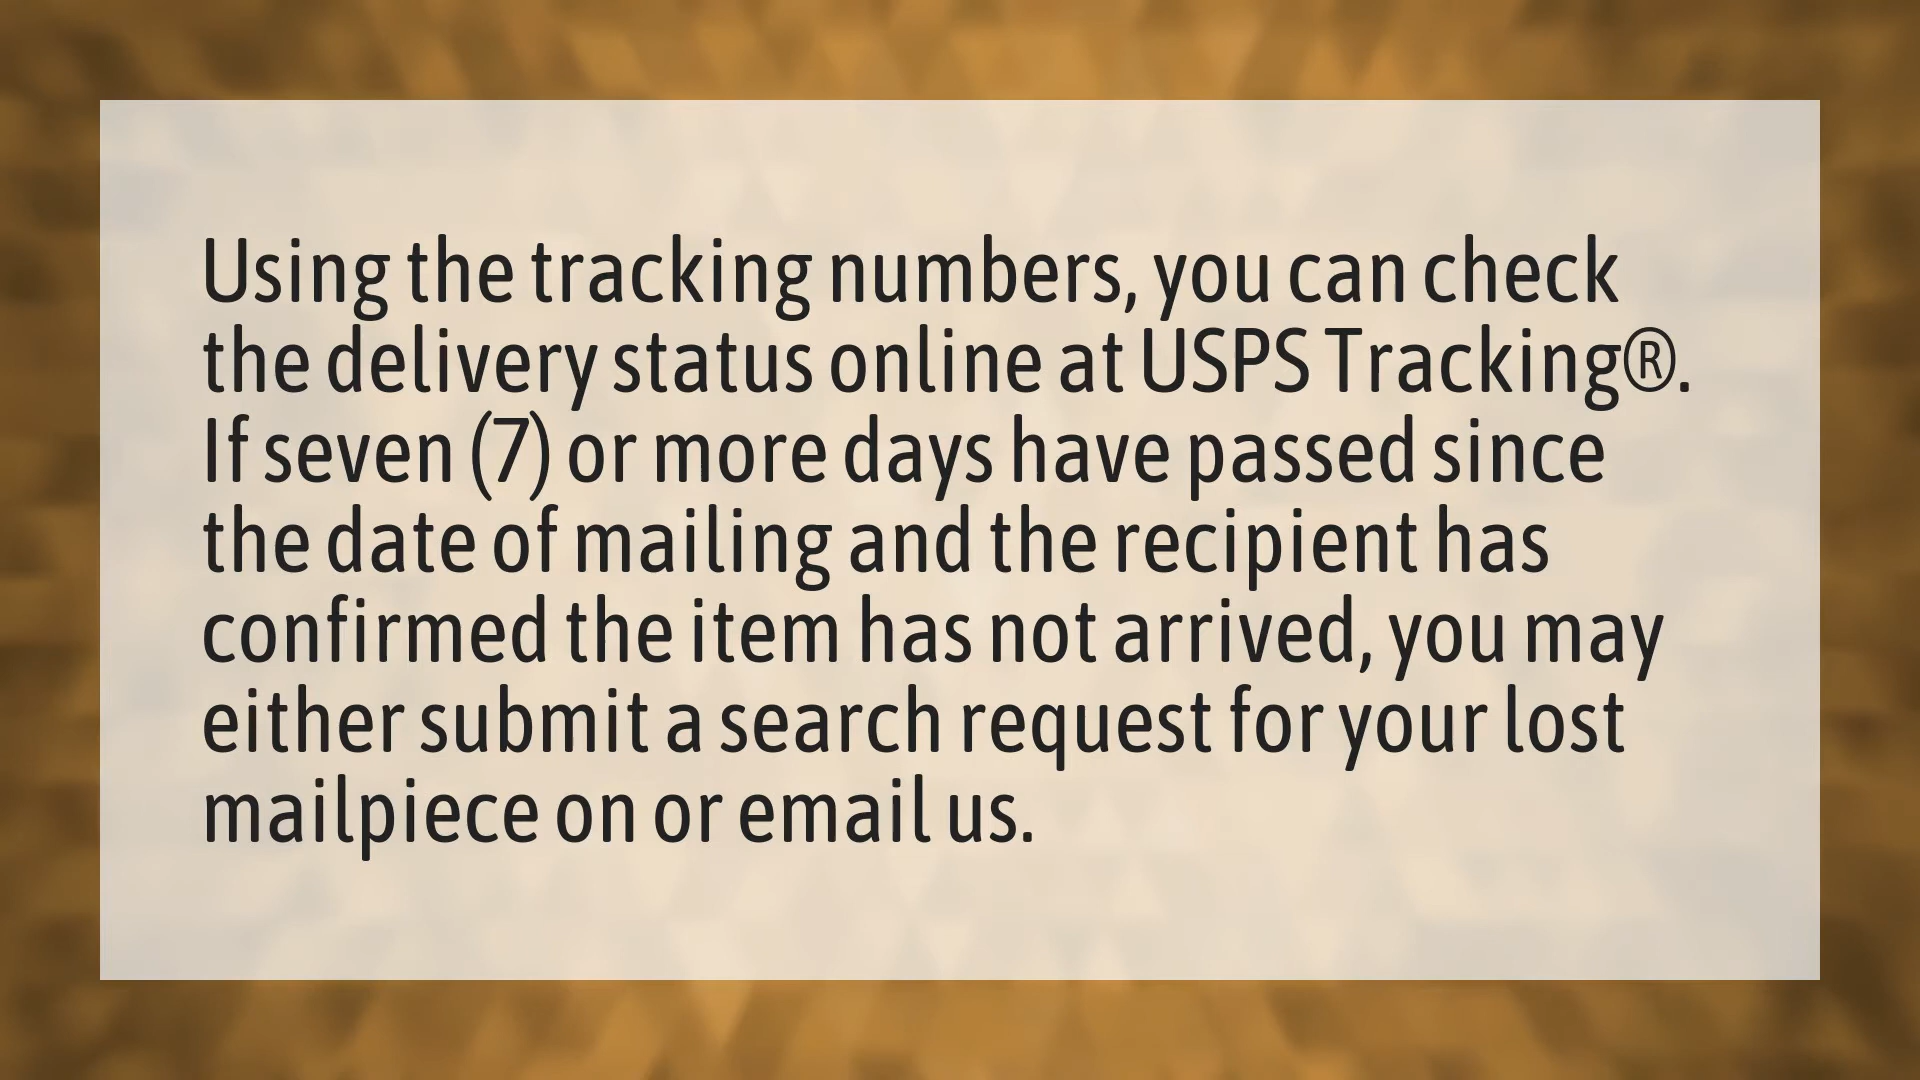 Using the tracking numbers, you can check
the delivery status online at USPS Tracking®.
If seven (7) or more days have passed since
the date of mailing and the recipient has
confirmed the item has not arrived, you may
either submit a search request for your lost
mailpiece on or email us.